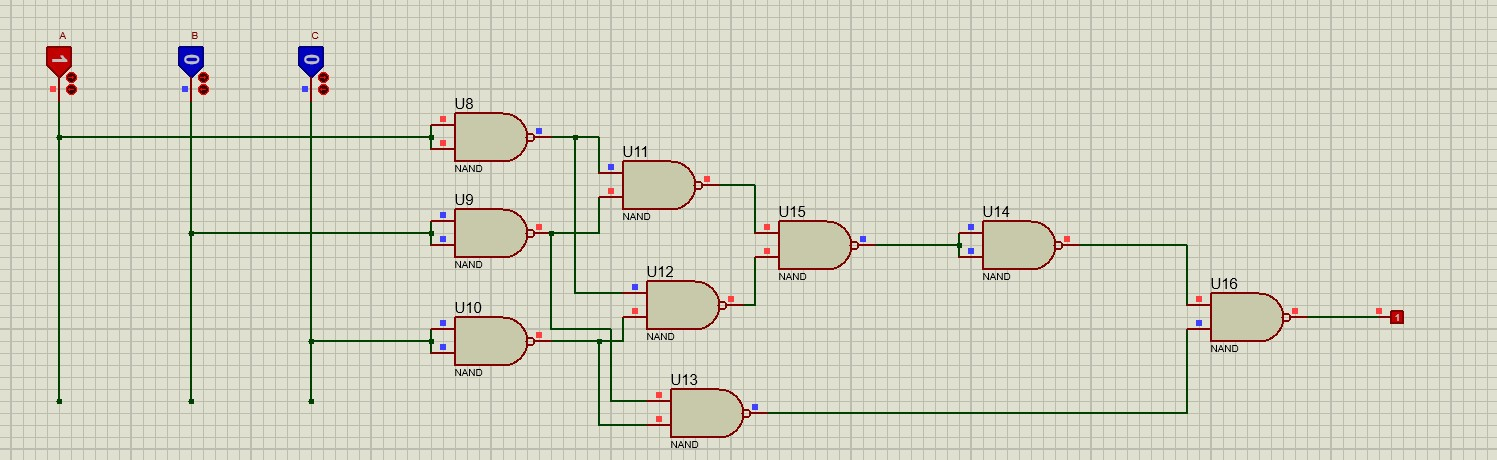 A B C
1 0 0
U8
NAND
U11
NAND
U9
NAND
U15
NAND
U14
NAND
U12
NAND
U10
NAND
U16
NAND
1
U13
NAND